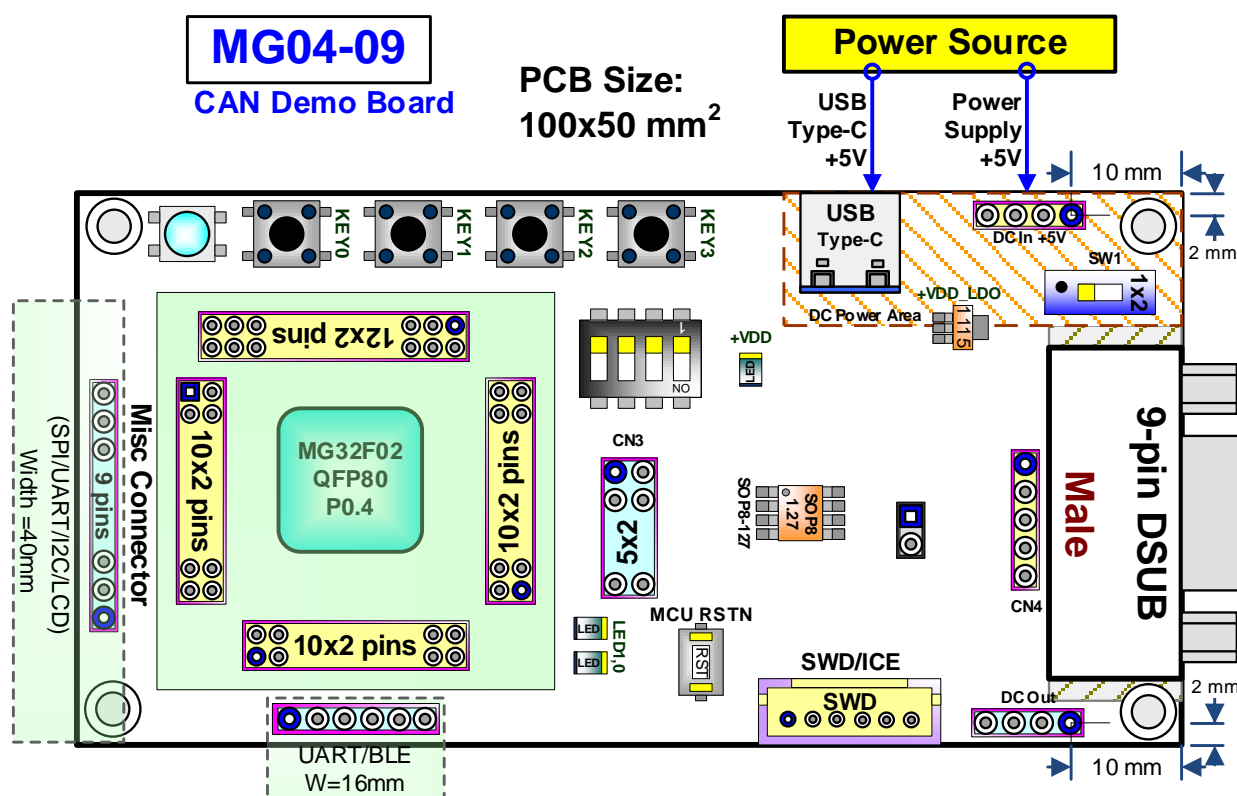 MG04-09
CAN Demo Board
PCB Size:
100x50 mm²
Power Source
USB
Type-C
+5V
Power
Supply
+5V
10 mm
2 mm
KEY0
KEY1
KEY2
KEY3
USB
Type-C
DC In +5V
SW1
1x2
+VDD_LDO
DC Power Area
1115
12x2 pins
1
ON
+VDD
LED
10x2 pins
MG32F02
QFP80
P0.4
10x2 pins
10x2 pins
CN3
5x2
SOP8-127
SOP8
1.27
9-pin DSUB
Male
CN4
Misc Connector
9 pins
(SPI/UART/I2C/LCD)
Width =40mm
LED
LED
LED1,0
MCU RSTN
RST
SWD/ICE
SWD
DC Out
2 mm
10 mm
UART/BLE
W=16mm